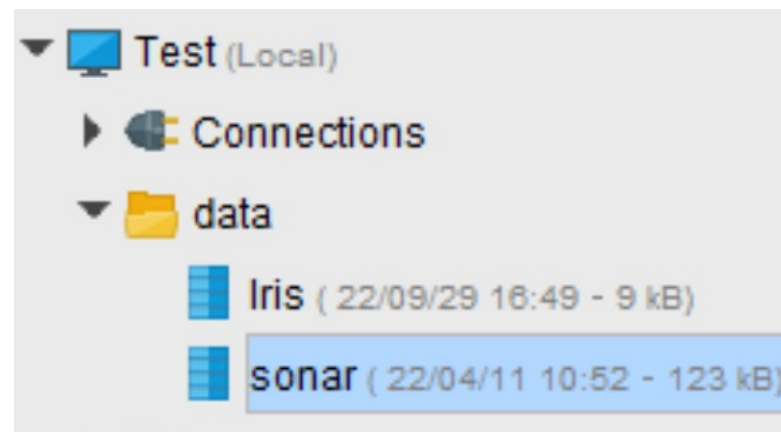 Test (Local)
Connections
data
Iris ( 22/09/29 16:49 - 9 kB)
sonar ( 22/04/11 10:52 - 123 kB)